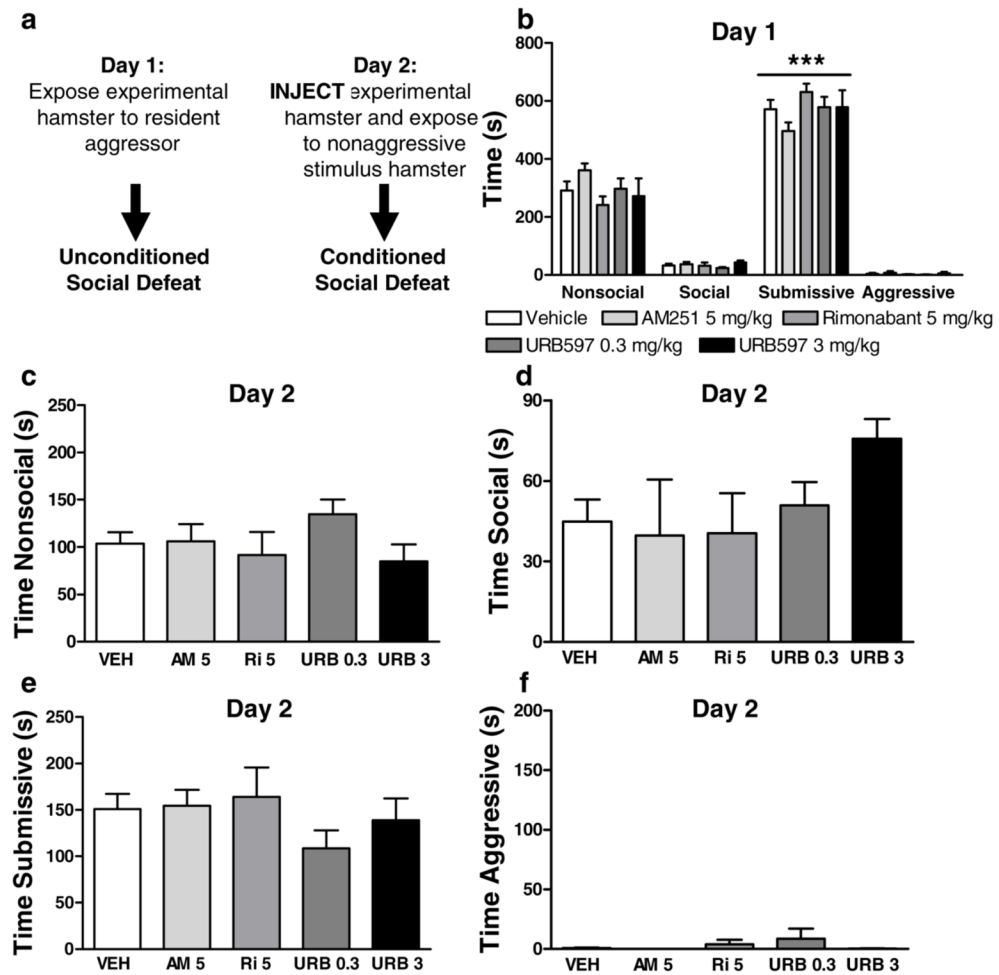 a
Day 1:
Expose experimental
hamster to resident
aggressor
Unconditioned
Social Defeat
Day 2:
INJECT experimental
hamster and expose
to nonaggressive
stimulus hamster
Conditioned
Social Defeat
b
Day 1
***
Time (s)
800
600
400
200
0
Nonsocial Social Submissive Aggressive
Vehicle AM251 5 mg/kg Rimonabant 5 mg/kg
URB597 0.3 mg/kg URB597 3 mg/kg
c
Day 2
Time Nonsocial (s)
250
200
150
100
50
0
VEH AM 5 Ri 5 URB 0.3 URB 3
d
Day 2
Time Social (s)
90
60
30
0
VEH AM 5 Ri 5 URB 0.3 URB 3
e
Day 2
Time Submissive (s)
250
200
150
100
50
0
VEH AM 5 Ri 5 URB 0.3 URB 3
f
Day 2
Time Aggressive (s)
200
150
100
50
0
VEH AM 5 Ri 5 URB 0.3 URB 3